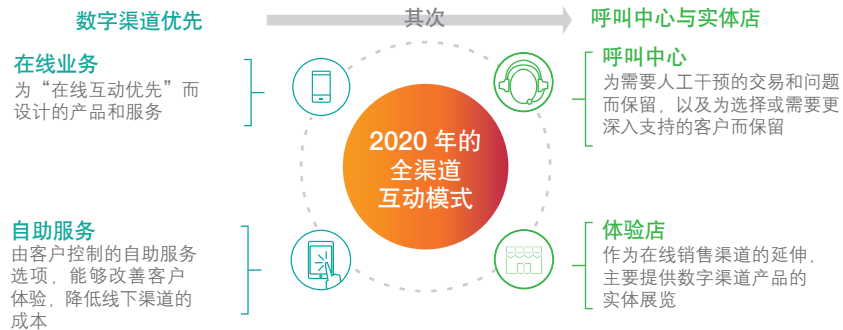 数字渠道优先
其次
呼叫中心与实体店
在线业务
为“在线互动优先”而
设计的产品和服务
呼叫中心
为需要人工干预的交易和问题
而保留，以及为选择或需要更
深入支持的客户而保留
2020 年的
全渠道
互动模式
自助服务
由客户控制的自助服务
选项，能够改善客户
体验，降低线下渠道的
成本
体验店
作为在线销售渠道的延伸，
主要提供数字渠道产品的
实体展览